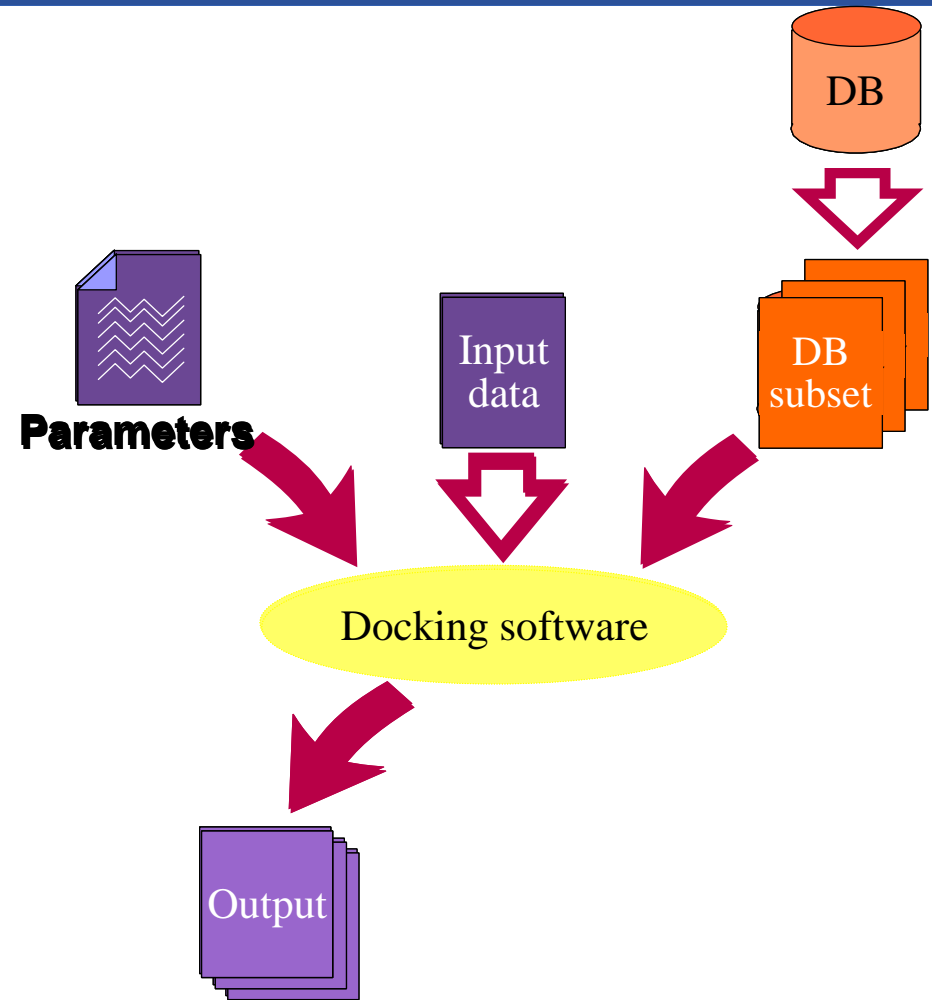 DB
Input
data
DB
subset
Parameters
Docking software
Output